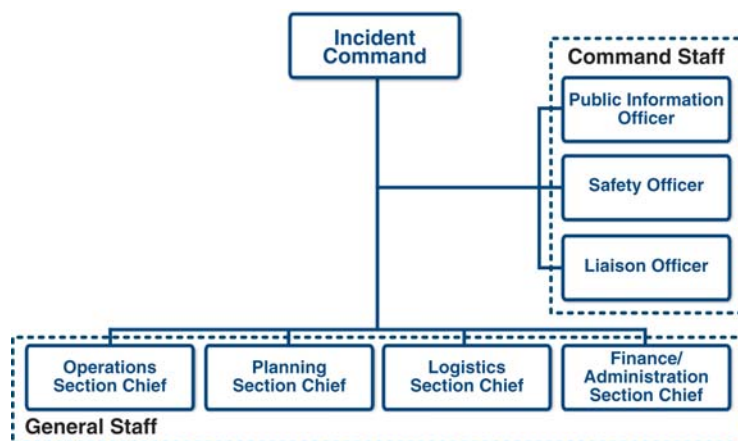 Incident
Command
Command Staff
Public Information
Officer
Safety Officer
Liaison Officer
Operations
Section Chief
Planning
Section Chief
Logistics
Section Chief
Finance/
Administration
Section Chief
General Staff